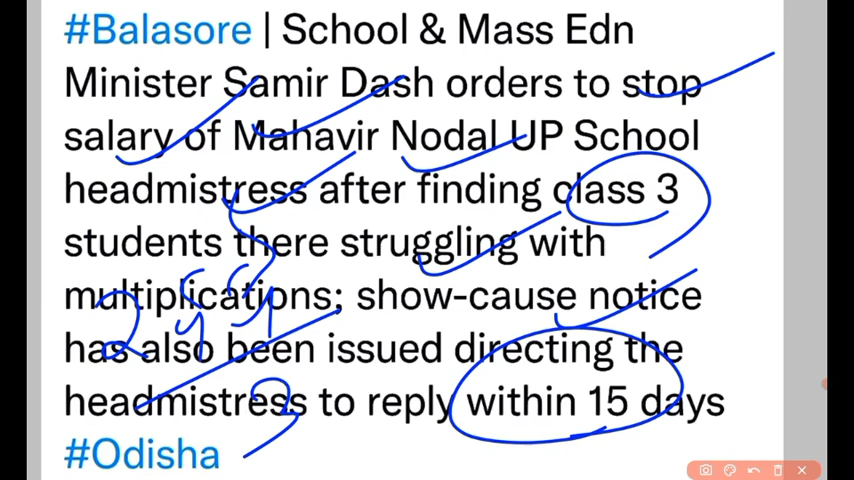 #Balasore | School & Mass Edn
Minister Samir Dash orders to stop
salary of Mahavir Nodal UP School
headmistress after finding class 3
students there struggling with
multiplications; show-cause notice
has also been issued directing the
headmistress to reply within 15 days
#Odisha